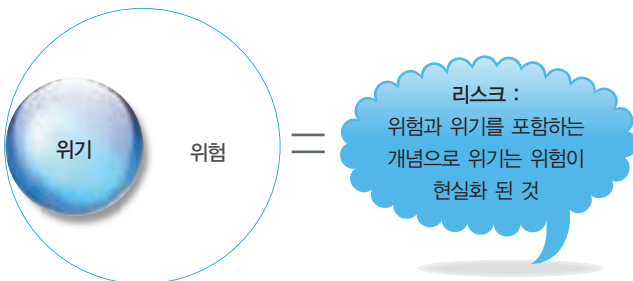 위기
위험
리스크 :
위험과 위기를 포함하는
개념으로 위기는 위험이
현실화 된 것